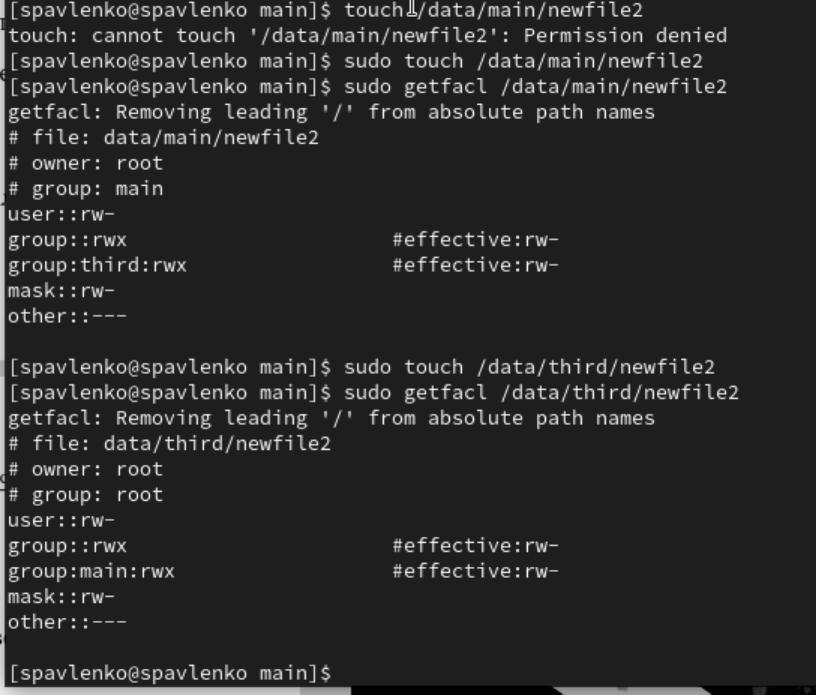 [spavlenko@spavlenko main]$ touch /data/main/newfile2
touch: cannot touch '/data/main/newfile2': Permission denied
[spavlenko@spavlenko main]$ sudo touch /data/main/newfile2
[spavlenko@spavlenko main]$ sudo getfacl /data/main/newfile2
getfacl: Removing leading '/' from absolute path names
# file: data/main/newfile2
# owner: root
# group: main
user::rw-
group::rwx                      #effective:rw-
group:third:rwx                 #effective:rw-
mask::rw-
other::---

[spavlenko@spavlenko main]$ sudo touch /data/third/newfile2
[spavlenko@spavlenko main]$ sudo getfacl /data/third/newfile2
getfacl: Removing leading '/' from absolute path names
# file: data/third/newfile2
# owner: root
# group: root
user::rw-
group::rwx                      #effective:rw-
group:main:rwx                  #effective:rw-
mask::rw-
other::---

[spavlenko@spavlenko main]$